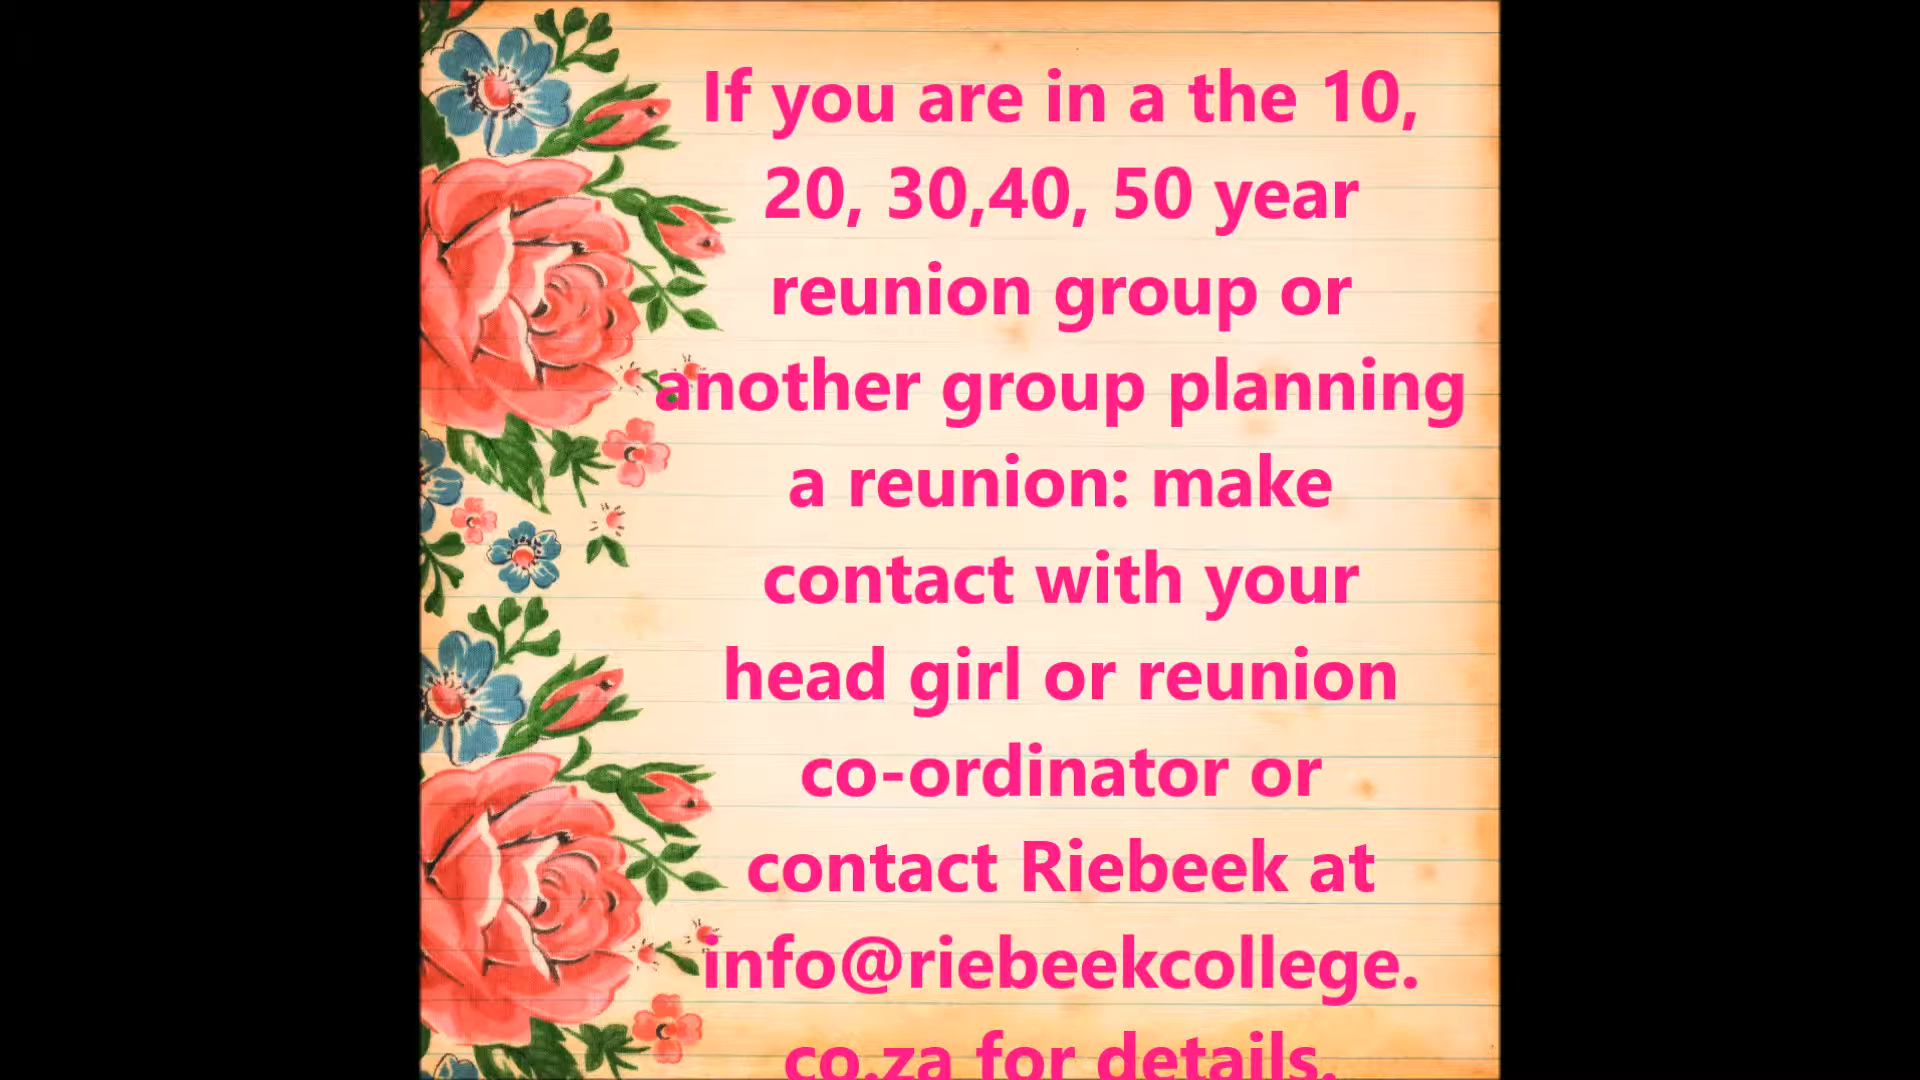 If you are in a the 10,
20, 30,40, 50 year
reunion group or
another group planning
a reunion: make
contact with your
head girl or reunion
co-ordinator or
contact Riebeek at
info@riebeekcollege.
co.za for details.